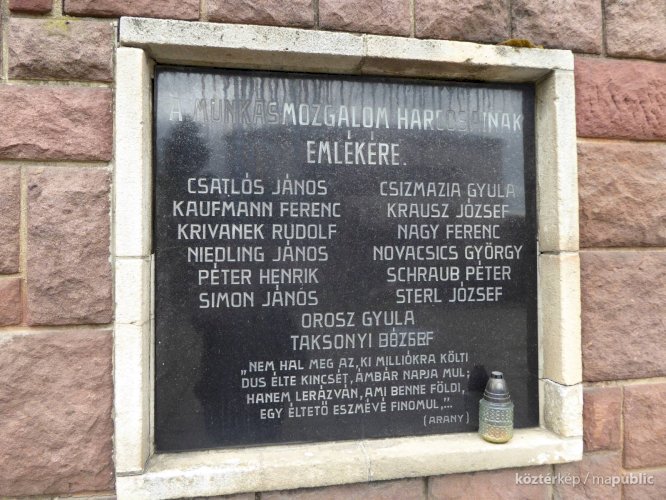 A MUNKÁSMOZGALOM HARCOSAINAK
EMLÉKÉRE.
CSATLÓS JÁNOS CSIZMAZIA GYULA
KAUFMANN FERENC KRAUSZ JÓZSEF
KRIVANEK RUDOLF NAGY FERENC
NIEDLING JÁNOS NOVACSICS GYÖRGY
PÉTER HENRIK SCHRAUB PÉTER
SIMON JÁNOS STERL JÓZSEF
OROSZ GYULA
TAKSONYI JÓZSEF
„NEM HAL MEG AZ, KI MILLIÓKRA KÖLTI
DUS ÉLTE KINCSÉT, ÁMBÁR NAPJA MUL;
HANEM LERÁZVÁN, AMI BENNE FÖLDI,
EGY ÉLTETŐ ESZMÉVÉ FINOMUL,...
(ARANY)
köztérkép / mapublic